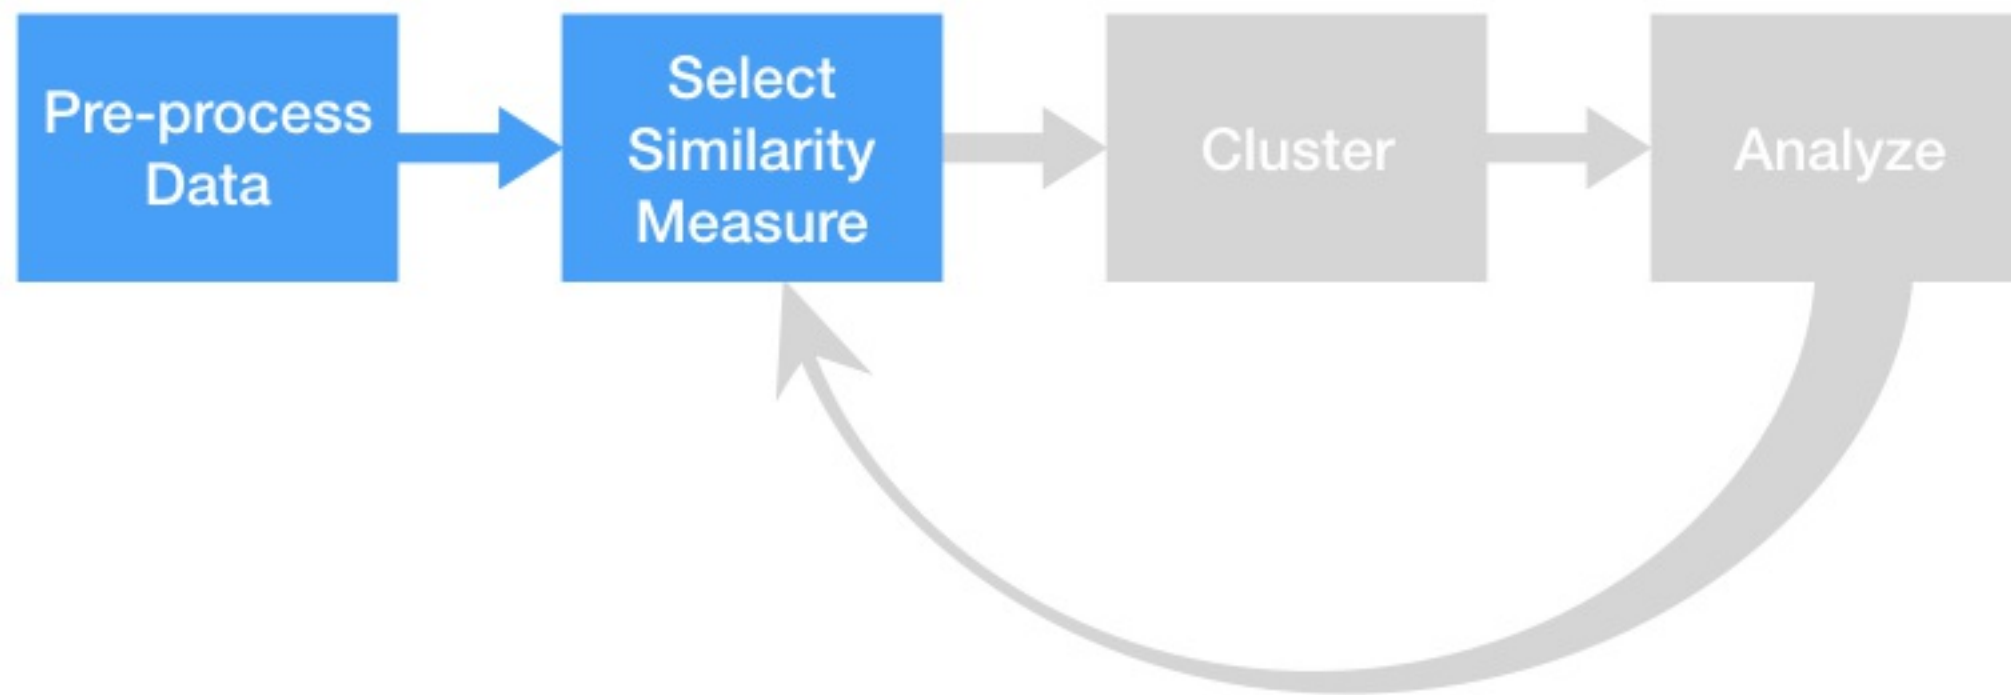 Pre-process
Data
Select
Similarity
Measure
Cluster
Analyze